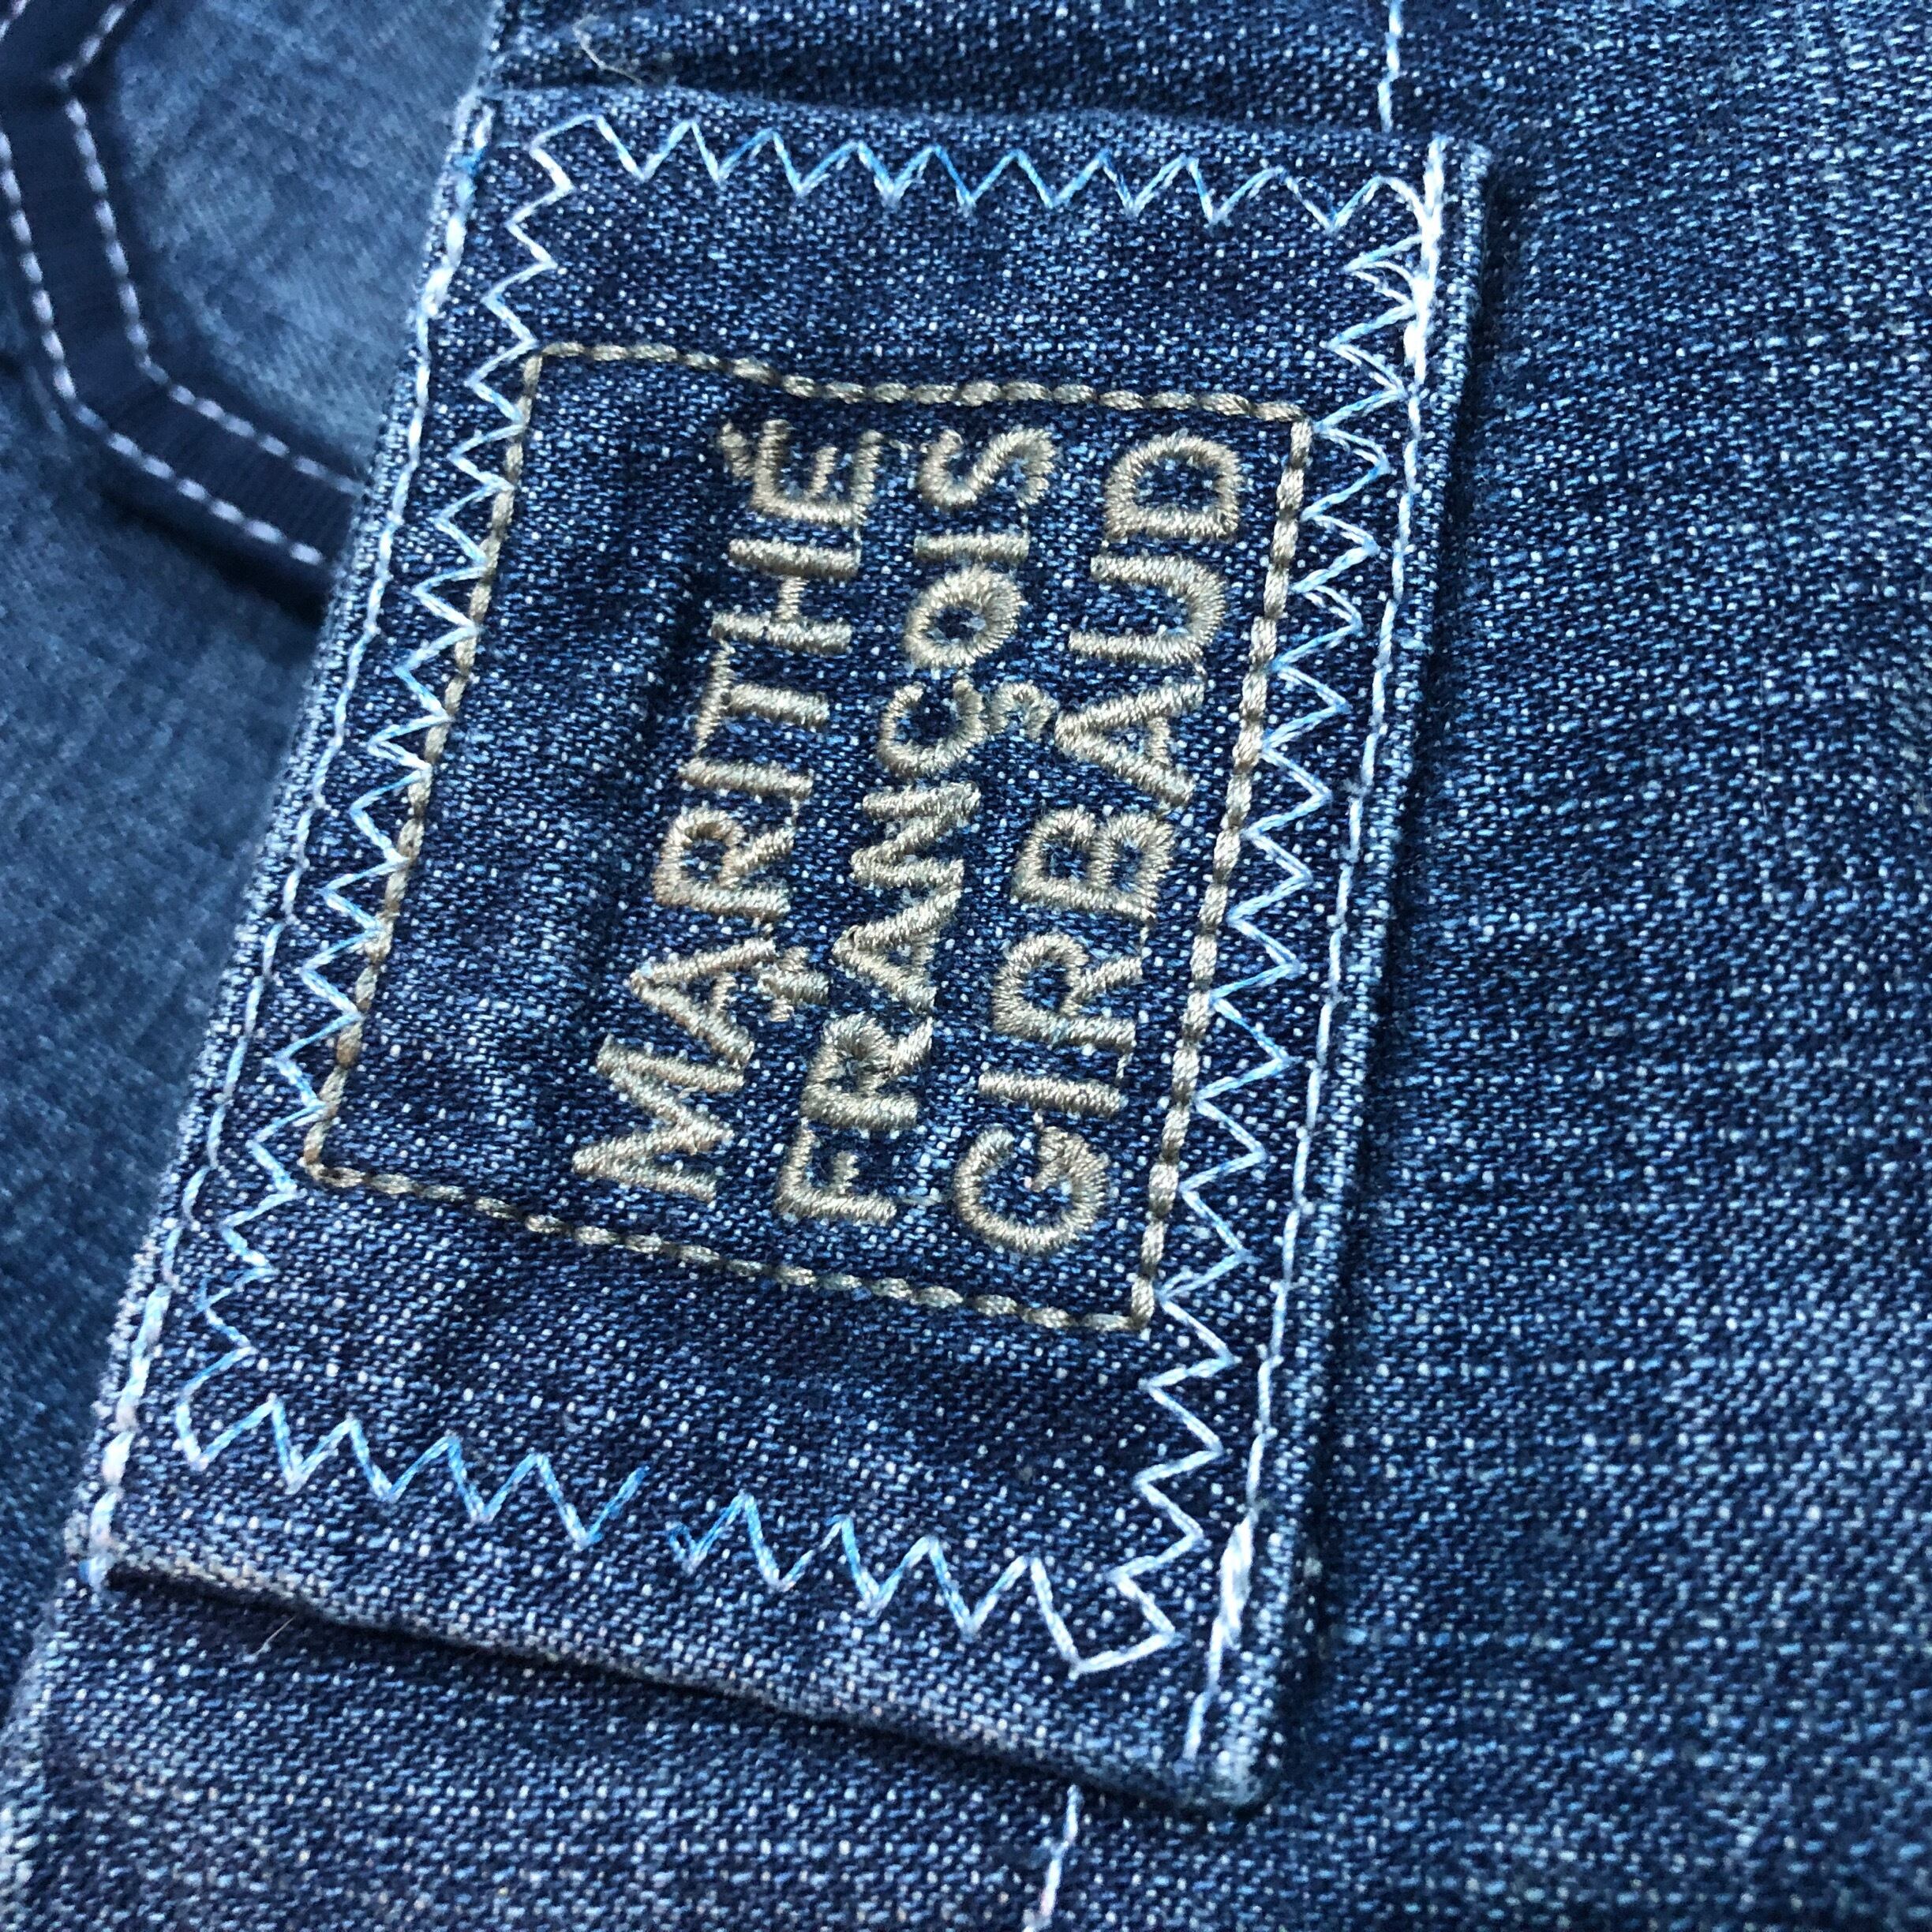 MARITHÉ
+
FRANÇOIS
GIRBAUD